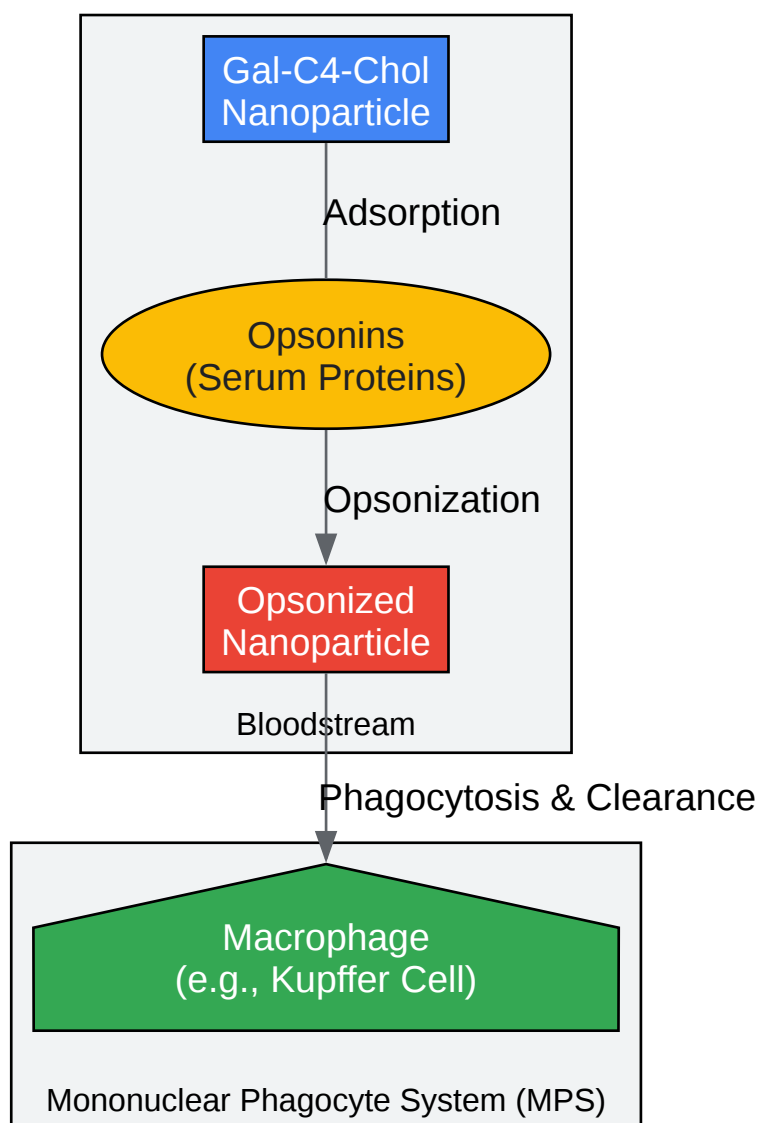 Gal-C4-Chol
Nanoparticle
Adsorption
Opsonins
(Serum Proteins)
Opsonization
Opsonized
Nanoparticle
Bloodstream
Phagocytosis & Clearance
Macrophage
(e.g., Kupffer Cell)
Mononuclear Phagocyte System (MPS)